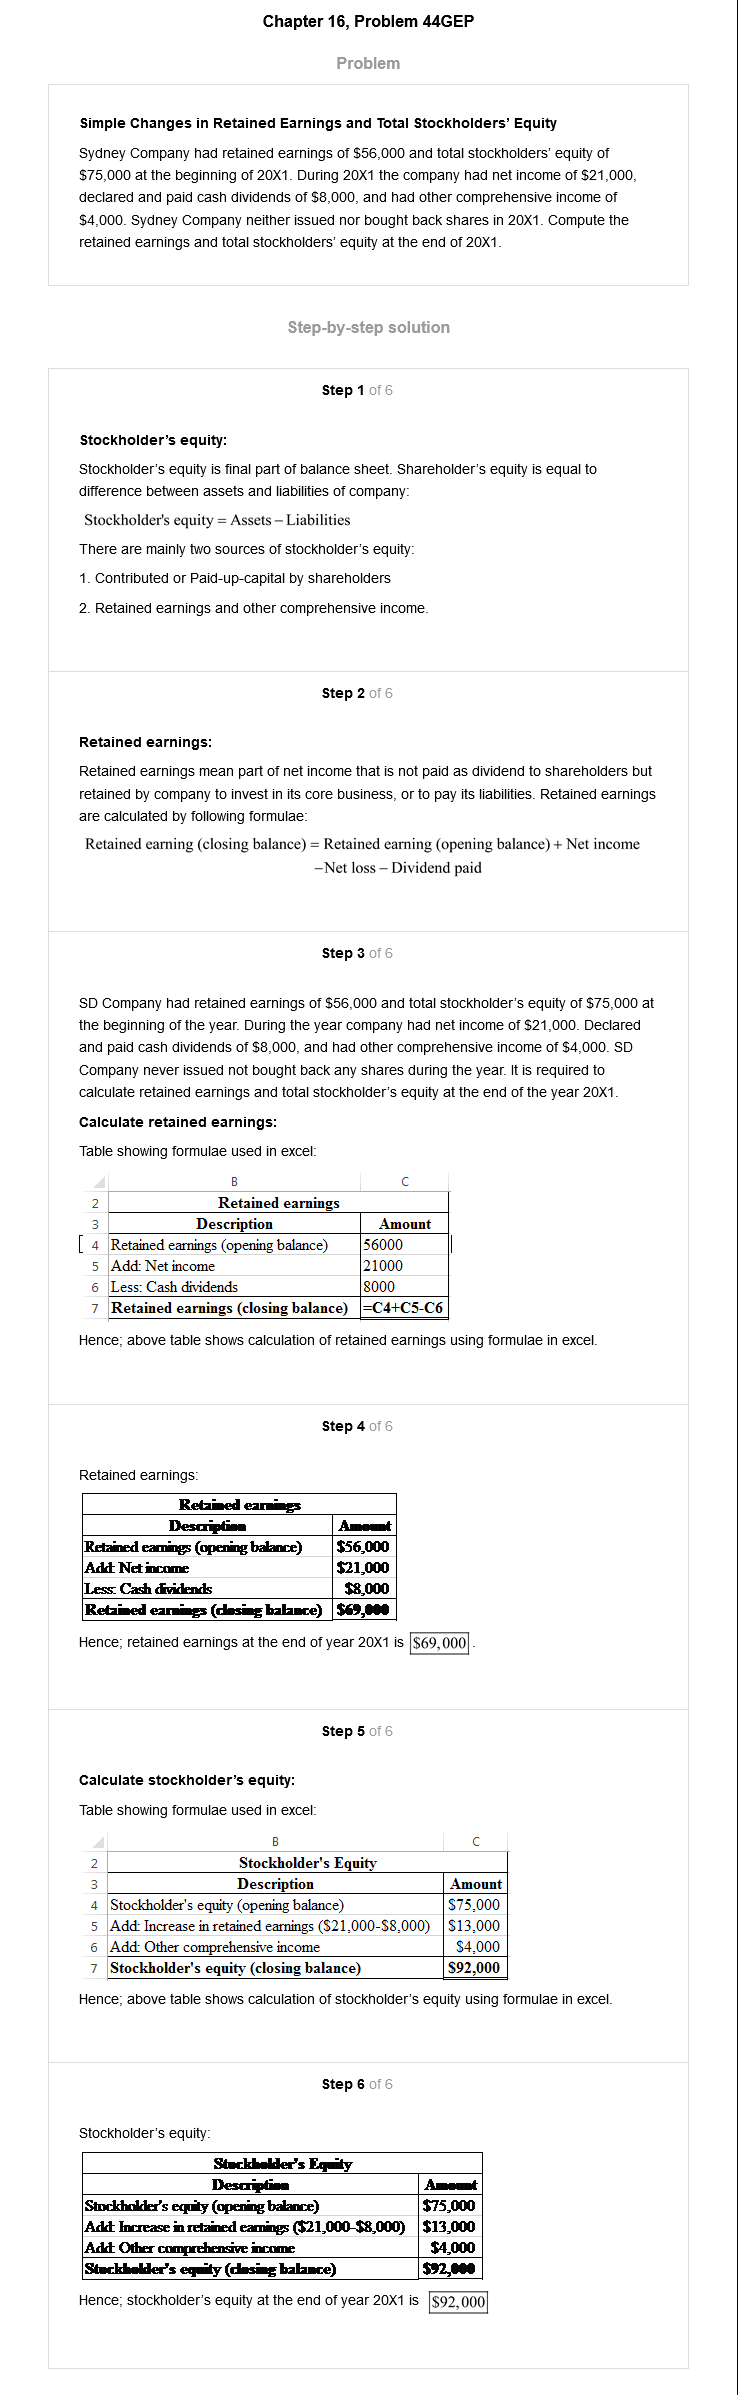 Chapter 16, Problem 44GEP
Problem
Simple Changes in Retained Earnings and Total Stockholders' Equity
Sydney Company had retained earnings of $56,000 and total stockholders' equity of
$75,000 at the beginning of 20X1. During 20X1 the company had net income of $21,000,
declared and paid cash dividends of $8,000, and had other comprehensive income of
$4,000. Sydney Company neither issued nor bought back shares in 20X1. Compute the
retained earnings and total stockholders' equity at the end of 20X1.
Step-by-step solution
Step 1 of 6
Stockholder's equity:
Stockholder's equity is final part of balance sheet. Shareholder's equity is equal to
difference between assets and liabilities of company:
Stockholder's equity = Assets – Liabilities
There are mainly two sources of stockholder's equity:
1. Contributed or Paid-up-capital by shareholders
2. Retained earnings and other comprehensive income.
Step 2 of 6
Retained earnings:
Retained earnings mean part of net income that is not paid as dividend to shareholders but
retained by company to invest in its core business, or to pay its liabilities. Retained earnings
are calculated by following formulae:
Retained earning (closing balance) = Retained earning (opening balance) + Net income
–Net loss – Dividend paid
Step 3 of 6
SD Company had retained earnings of $56,000 and total stockholder's equity of $75,000 at
the beginning of the year. During the year company had net income of $21,000. Declared
and paid cash dividends of $8,000, and had other comprehensive income of $4,000. SD
Company never issued not bought back any shares during the year. It is required to
calculate retained earnings and total stockholder's equity at the end of the year 20X1.
Calculate retained earnings:
Table showing formulae used in excel:
B C
2 Retained earnings
3 Description Amount
4 Retained earnings (opening balance) 56000
5 Add: Net income 21000
6 Less: Cash dividends 8000
7 Retained earnings (closing balance) =C4+C5-C6
Hence; above table shows calculation of retained earnings using formulae in excel.
Step 4 of 6
Retained earnings:
Retained earnings
Description Amount
Retained earnings (opening balance) $56,000
Add: Net income $21,000
Less: Cash dividends $8,000
Retained earnings (closing balance) $69,000
Hence; retained earnings at the end of year 20X1 is $69,000.
Step 5 of 6
Calculate stockholder's equity:
Table showing formulae used in excel:
B C
2 Stockholder's Equity
3 Description Amount
4 Stockholder's equity (opening balance) $75,000
5 Add: Increase in retained earnings ($21,000-$8,000) $13,000
6 Add: Other comprehensive income $4,000
7 Stockholder's equity (closing balance) $92,000
Hence; above table shows calculation of stockholder's equity using formulae in excel.
Step 6 of 6
Stockholder's equity:
Stockholder's Equity
Description Amount
Stockholder's equity (opening balance) $75,000
Add: Increase in retained earnings ($21,000-$8,000) $13,000
Add: Other comprehensive income $4,000
Stockholder's equity (closing balance) $92,000
Hence; stockholder's equity at the end of year 20X1 is $92,000